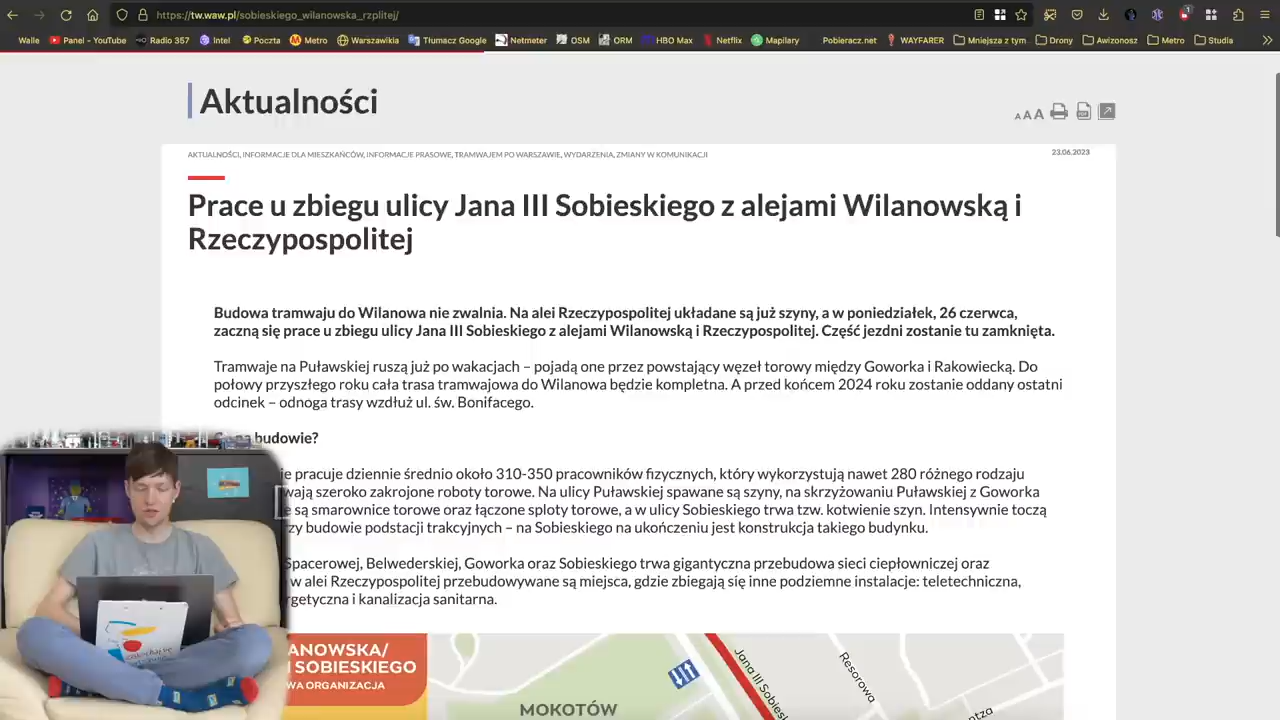 https://tw.waw.pl/sobieskiego_wilanowska_rzplitej/
Walle Panel - YouTube Radio 357 Intel Poczta Metro Warszawikia Tłumacz Google Netmeter OSM ORM HBO Max Netflix Mapilary Pobieracz.net WAYFARER Mniejsza z tym Drony Awizonosz Metro Studia
Aktualności
A A A
AKTUALNOŚCI, INFORMACJE DLA MIESZKAŃCÓW, INFORMACJE PRASOWE, TRAMWAJEM PO WARSZAWIE, WYDARZENIA, ZMIANY W KOMUNIKACJI
23.06.2023
Prace u zbiegu ulicy Jana III Sobieskiego z alejami Wilanowską i
Rzeczypospolitej
Budowa tramwaju do Wilanowa nie zwalnia. Na alei Rzeczypospolitej układane są już szyny, a w poniedziałek, 26 czerwca,
zaczną się prace u zbiegu ulicy Jana III Sobieskiego z alejami Wilanowską i Rzeczypospolitej. Część jezdni zostanie tu zamknięta.
Tramwaje na Puławskiej ruszą już po wakacjach – pojadą one przez powstający węzeł torowy między Goworka i Rakowiecką. Do
połowy przyszłego roku cała trasa tramwajowa do Wilanowa będzie kompletna. A przed końcem 2024 roku zostanie oddany ostatni
odcinek – odnoga trasy wzdłuż ul. św. Bonifacego.
budowie?
ie pracuje dziennie średnio około 310-350 pracowników fizycznych, który wykorzystują nawet 280 różnego rodzaju
wają szeroko zakrojone roboty torowe. Na ulicy Puławskiej spawane są szyny, na skrzyżowaniu Puławskiej z Goworka
e są smarownice torowe oraz łączone sploty torowe, a w ulicy Sobieskiego trwa tzw. kotwienie szyn. Intensywnie toczą
zy budowie podstacji trakcyjnych – na Sobieskiego na ukończeniu jest konstrukcja takiego budynku.
Spacerowej, Belwederskiej, Goworka oraz Sobieskiego trwa gigantyczna przebudowa sieci ciepłowniczej oraz
w alei Rzeczypospolitej przebudowywane są miejsca, gdzie zbiegają się inne podziemne instalacje: teletechniczna,
rgetyczna i kanalizacja sanitarna.
ANOWSKA/
I SOBIESKIEGO
WA ORGANIZACJA
MOKOTÓW
Jana III Sobies
Resorowa